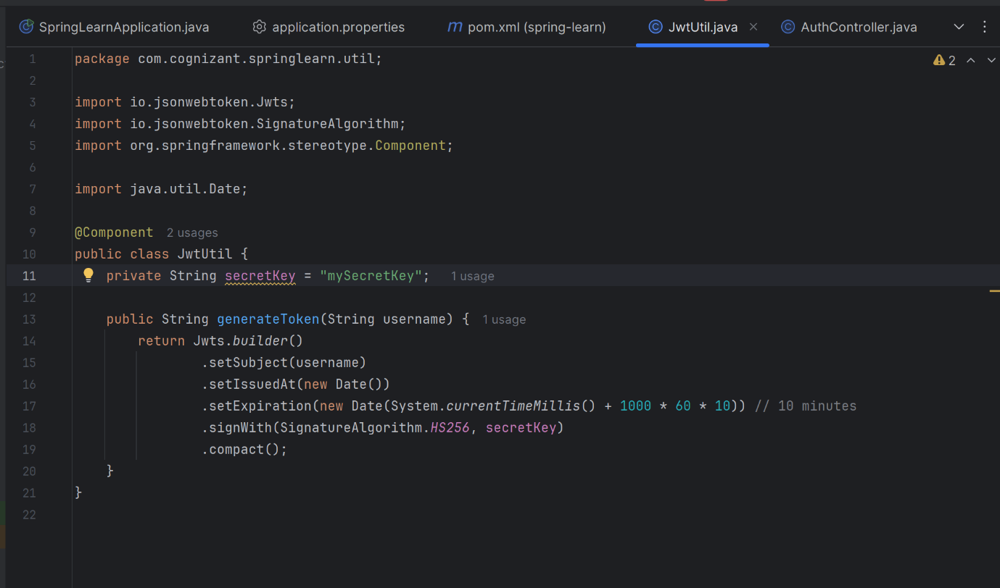 SpringLearnApplication.java application.properties m pom.xml (spring-learn) C JwtUtil.java C AuthController.java
1 package com.cognizant.springlearn.util; 2
2
3 import io.jsonwebtoken.Jwts;
4 import io.jsonwebtoken.SignatureAlgorithm;
5 import org.springframework.stereotype.Component;
6
7 import java.util.Date;
8
9 @Component 2 usages
10 public class JwtUtil {
11 private String secretKey = "mySecretKey"; 1 usage
12
13 public String generateToken(String username) { 1 usage
14 return Jwts.builder()
15 .setSubject(username)
16 .setIssuedAt(new Date())
17 .setExpiration(new Date(System.currentTimeMillis() + 1000 * 60 * 10)) // 10 minutes
18 .signWith(SignatureAlgorithm.HS256, secretKey)
19 .compact();
20 }
21 }
22